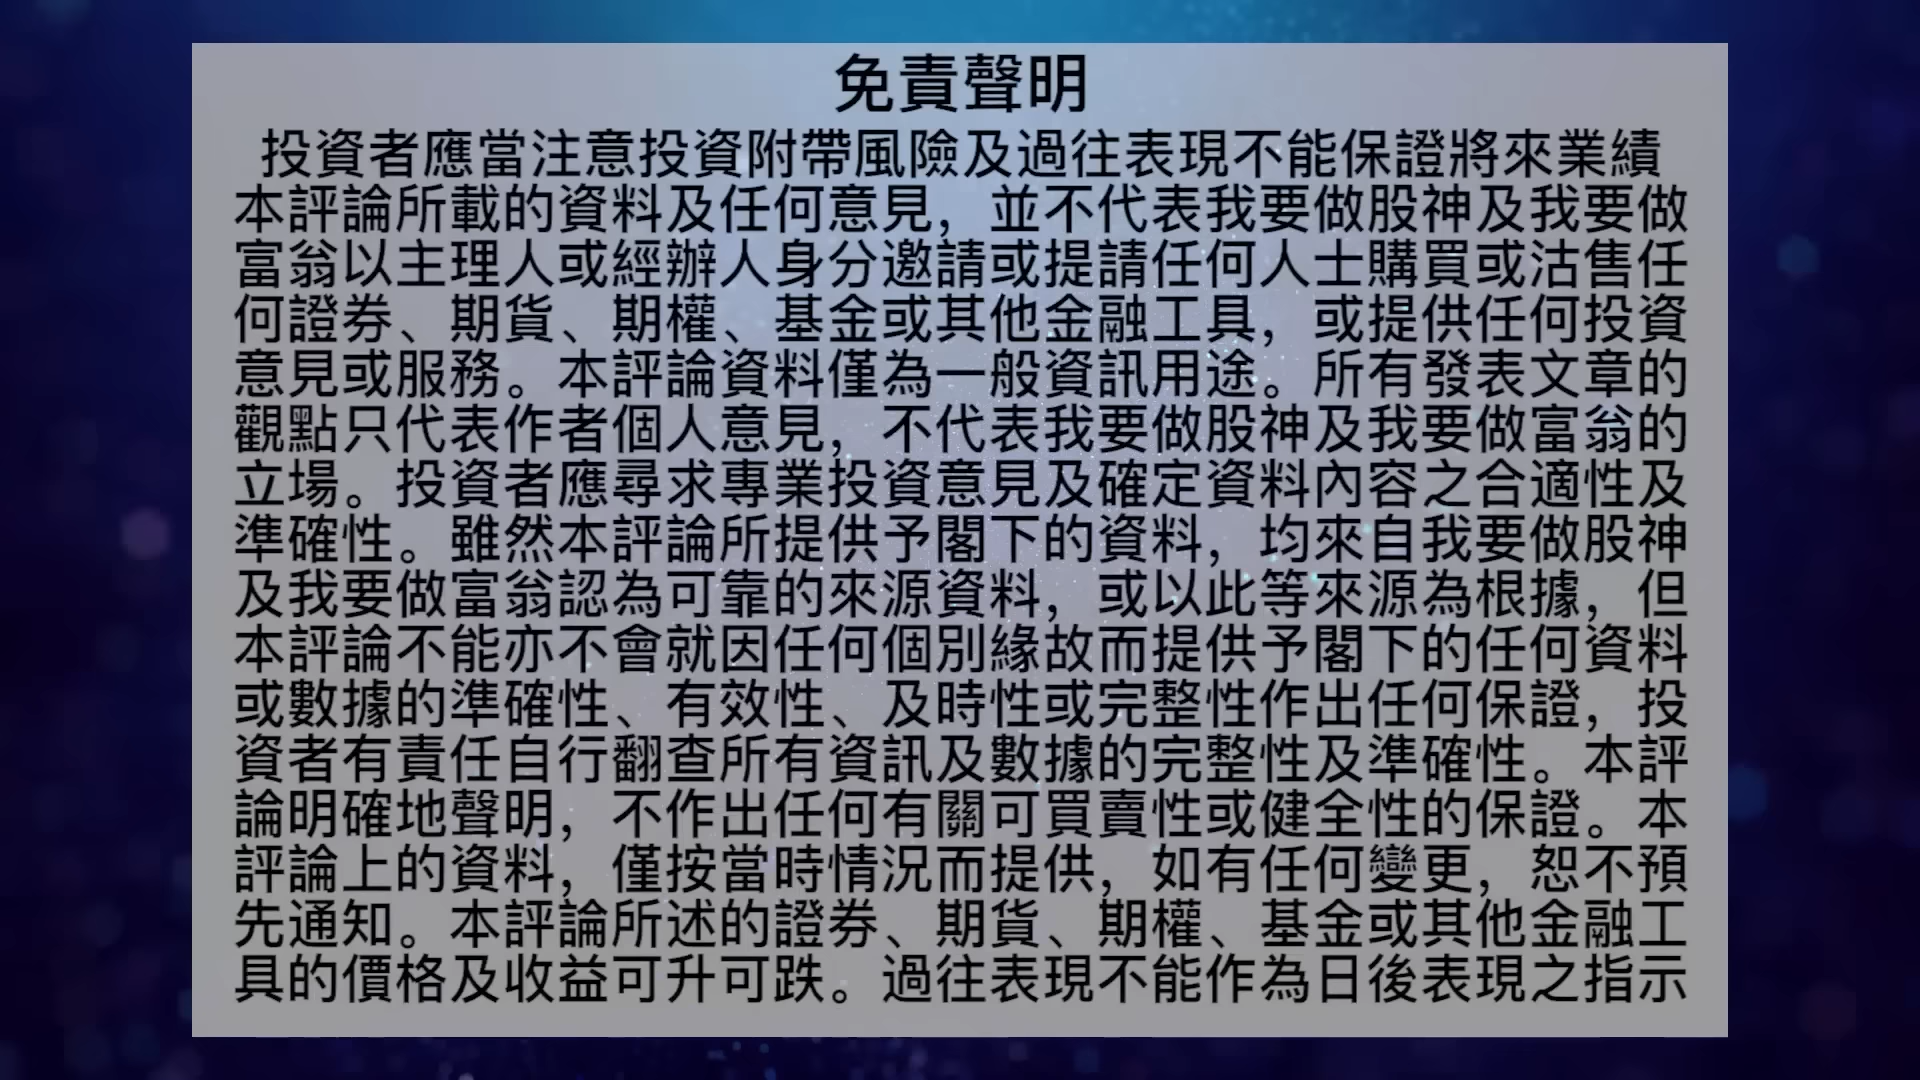 免責聲明
投資者應當注意投資附帶風險及過往表現不能保證將來業績
本評論所載的資料及任何意見，並不代表我要做股神及我要做
富翁以主理人或經辦人身分邀請或提請任何人士購買或沽售任
何證券、期貨、期權、基金或其他金融工具，或提供任何投資
意見或服務。本評論資料僅為一般資訊用途。所有發表文章的
觀點只代表作者個人意見，不代表我要做股神及我要做富翁的
立場。投資者應尋求專業投資意見及確定資料內容之合適性及
準確性。雖然本評論所提供予閣下的資料，均來自我要做股神
及我要做富翁認為可靠的來源資料，或以此等來源為根據，但
本評論不能亦不會就因任何個別緣故而提供予閣下的任何資料
或數據的準確性、有效性、及時性或完整性作出任何保證，投
資者有責任自行翻查所有資訊及數據的完整性及準確性。本評
論明確地聲明，不作出任何有關可買賣性或健全性的保證。本
評論上的資料，僅按當時情況而提供，如有任何變更，恕不預
先通知。本評論所述的證券、期貨、期權、基金或其他金融工
具的價格及收益可升可跌。過往表現不能作為日後表現之指示